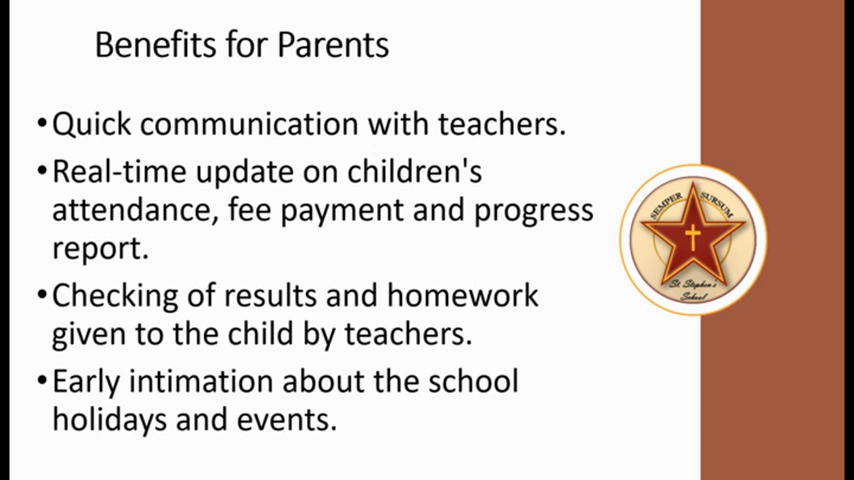 Benefits for Parents
•Quick communication with teachers.
•Real-time update on children's
attendance, fee payment and progress
report.
•Checking of results and homework
given to the child by teachers.
•Early intimation about the school
holidays and events.
SEMPER SURSUM
St. Stephen's
School